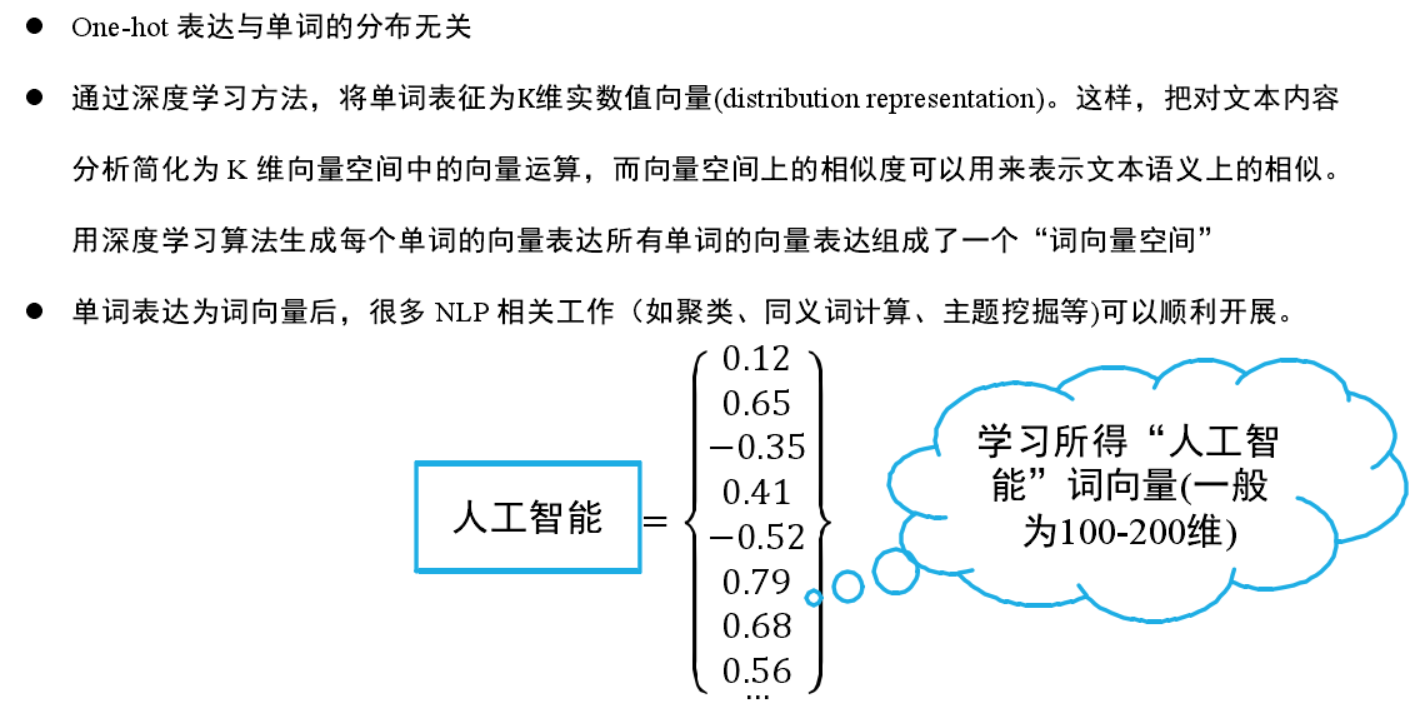 ● One-hot 表达与单词的分布无关
● 通过深度学习方法，将单词表征为K维实数值向量(distribution representation)。这样，把对文本内容
分析简化为 K 维向量空间中的向量运算，而向量空间上的相似度可以用来表示文本语义上的相似。
用深度学习算法生成每个单词的向量表达所有单词的向量表达组成了一个“词向量空间”
● 单词表达为词向量后，很多 NLP 相关工作（如聚类、同义词计算、主题挖掘等)可以顺利开展。
人工智能 =
0.12
0.65
−0.35
0.41
−0.52
0.79
0.68
0.56
...
学习所得“人工智
能”词向量(一般
为100-200维)